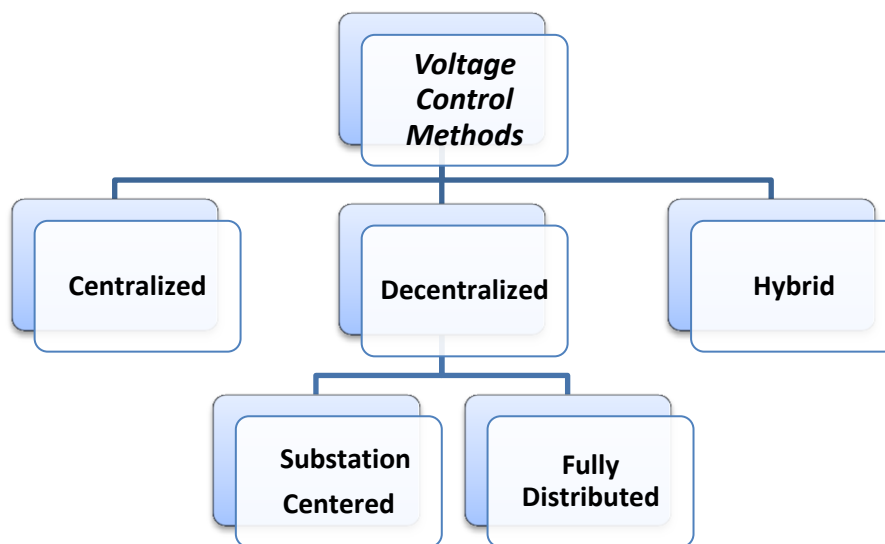 Voltage
Control
Methods
Centralized
Decentralized
Hybrid
Substation
Centered
Fully
Distributed